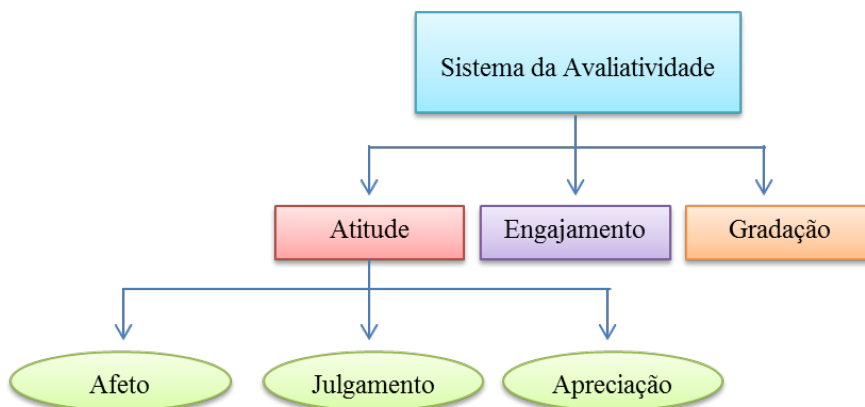 Sistema da Avaliatividade
Atitude
Engajamento
Gradação
Afeto
Julgamento
Apreciação